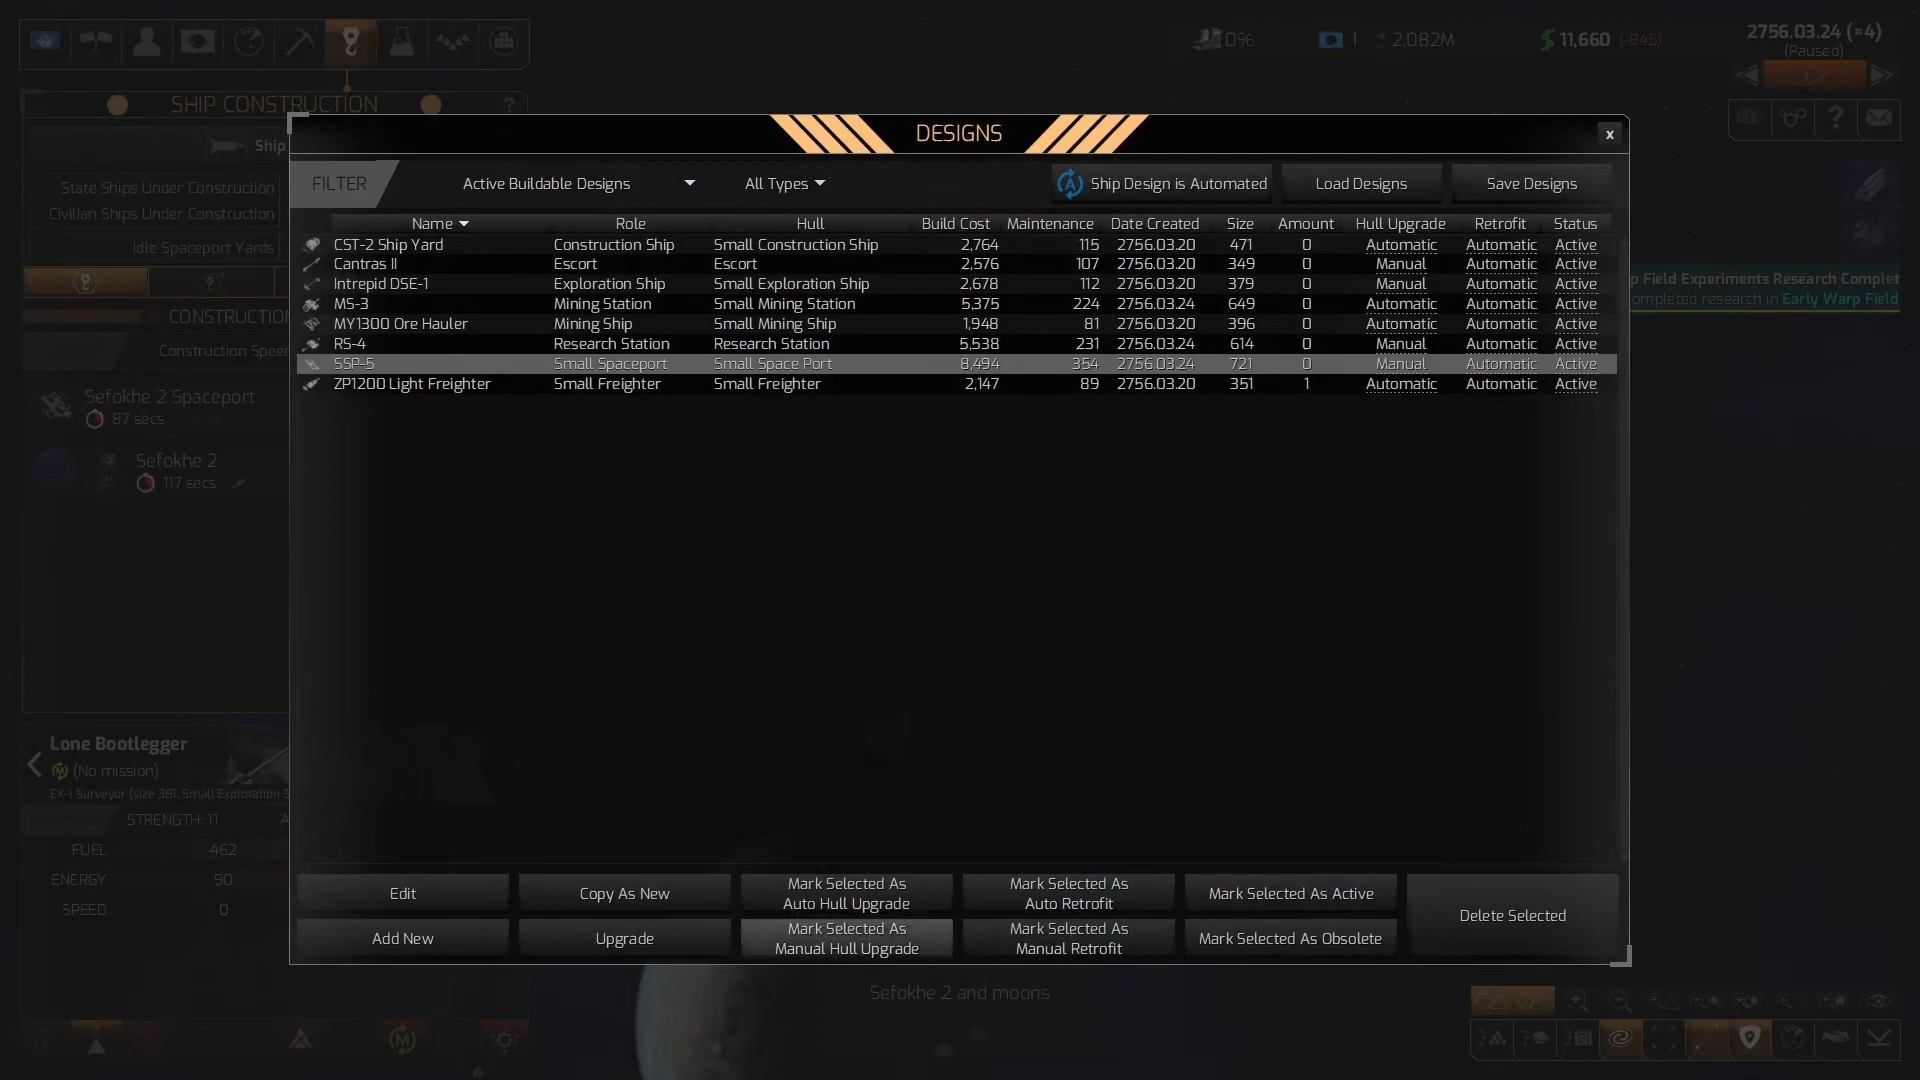 0%
1
2,082M
11,660 (-845)
2756.03.24 (×4)
(Paused)
SHIP CONSTRUCTION
?
?
Ship
State Ships Under Construction
Civilian Ships Under Construction
Idle Spaceport Yards
CONSTRUCTION
Construction Speed
Sefokhe 2 Spaceport
87 secs
Sefokhe 2
117 secs
DESIGNS
x
FILTER
Active Buildable Designs
All Types
Ship Design is Automated
Load Designs
Save Designs
Name Role Hull Build Cost Maintenance Date Created Size Amount Hull Upgrade Retrofit Status
CST-2 Ship Yard Construction Ship Small Construction Ship 2,764 115 2756.03.20 471 0 Automatic Automatic Active
Cantras II Escort Escort 2,576 107 2756.03.20 349 0 Manual Automatic Active
Intrepid DSE-1 Exploration Ship Small Exploration Ship 2,678 112 2756.03.20 379 0 Manual Automatic Active
MS-3 Mining Station Small Mining Station 5,375 224 2756.03.24 649 0 Automatic Automatic Active
MY1300 Ore Hauler Mining Ship Small Mining Ship 1,948 81 2756.03.20 396 0 Automatic Automatic Active
RS-4 Research Station Research Station 5,538 231 2756.03.24 614 0 Manual Automatic Active
SSP-5 Small Spaceport Small Space Port 8,494 354 2756.03.24 721 0 Manual Automatic Active
ZP1200 Light Freighter Small Freighter Small Freighter 2,147 89 2756.03.20 351 1 Automatic Automatic Active
p Field Experiments Research Complet
ompleted research in Early Warp Field
Lone Bootlegger
(No mission)
EX-1 Surveyor (size 381, Small Exploration S
STRENGTH: 11
A
FUEL 462
ENERGY 90
SPEED 0
Edit
Copy As New
Mark Selected As
Auto Hull Upgrade
Mark Selected As
Auto Retrofit
Mark Selected As Active
Delete Selected
Add New
Upgrade
Mark Selected As
Manual Hull Upgrade
Mark Selected As
Manual Retrofit
Mark Selected As Obsolete
Sefokhe 2 and moons